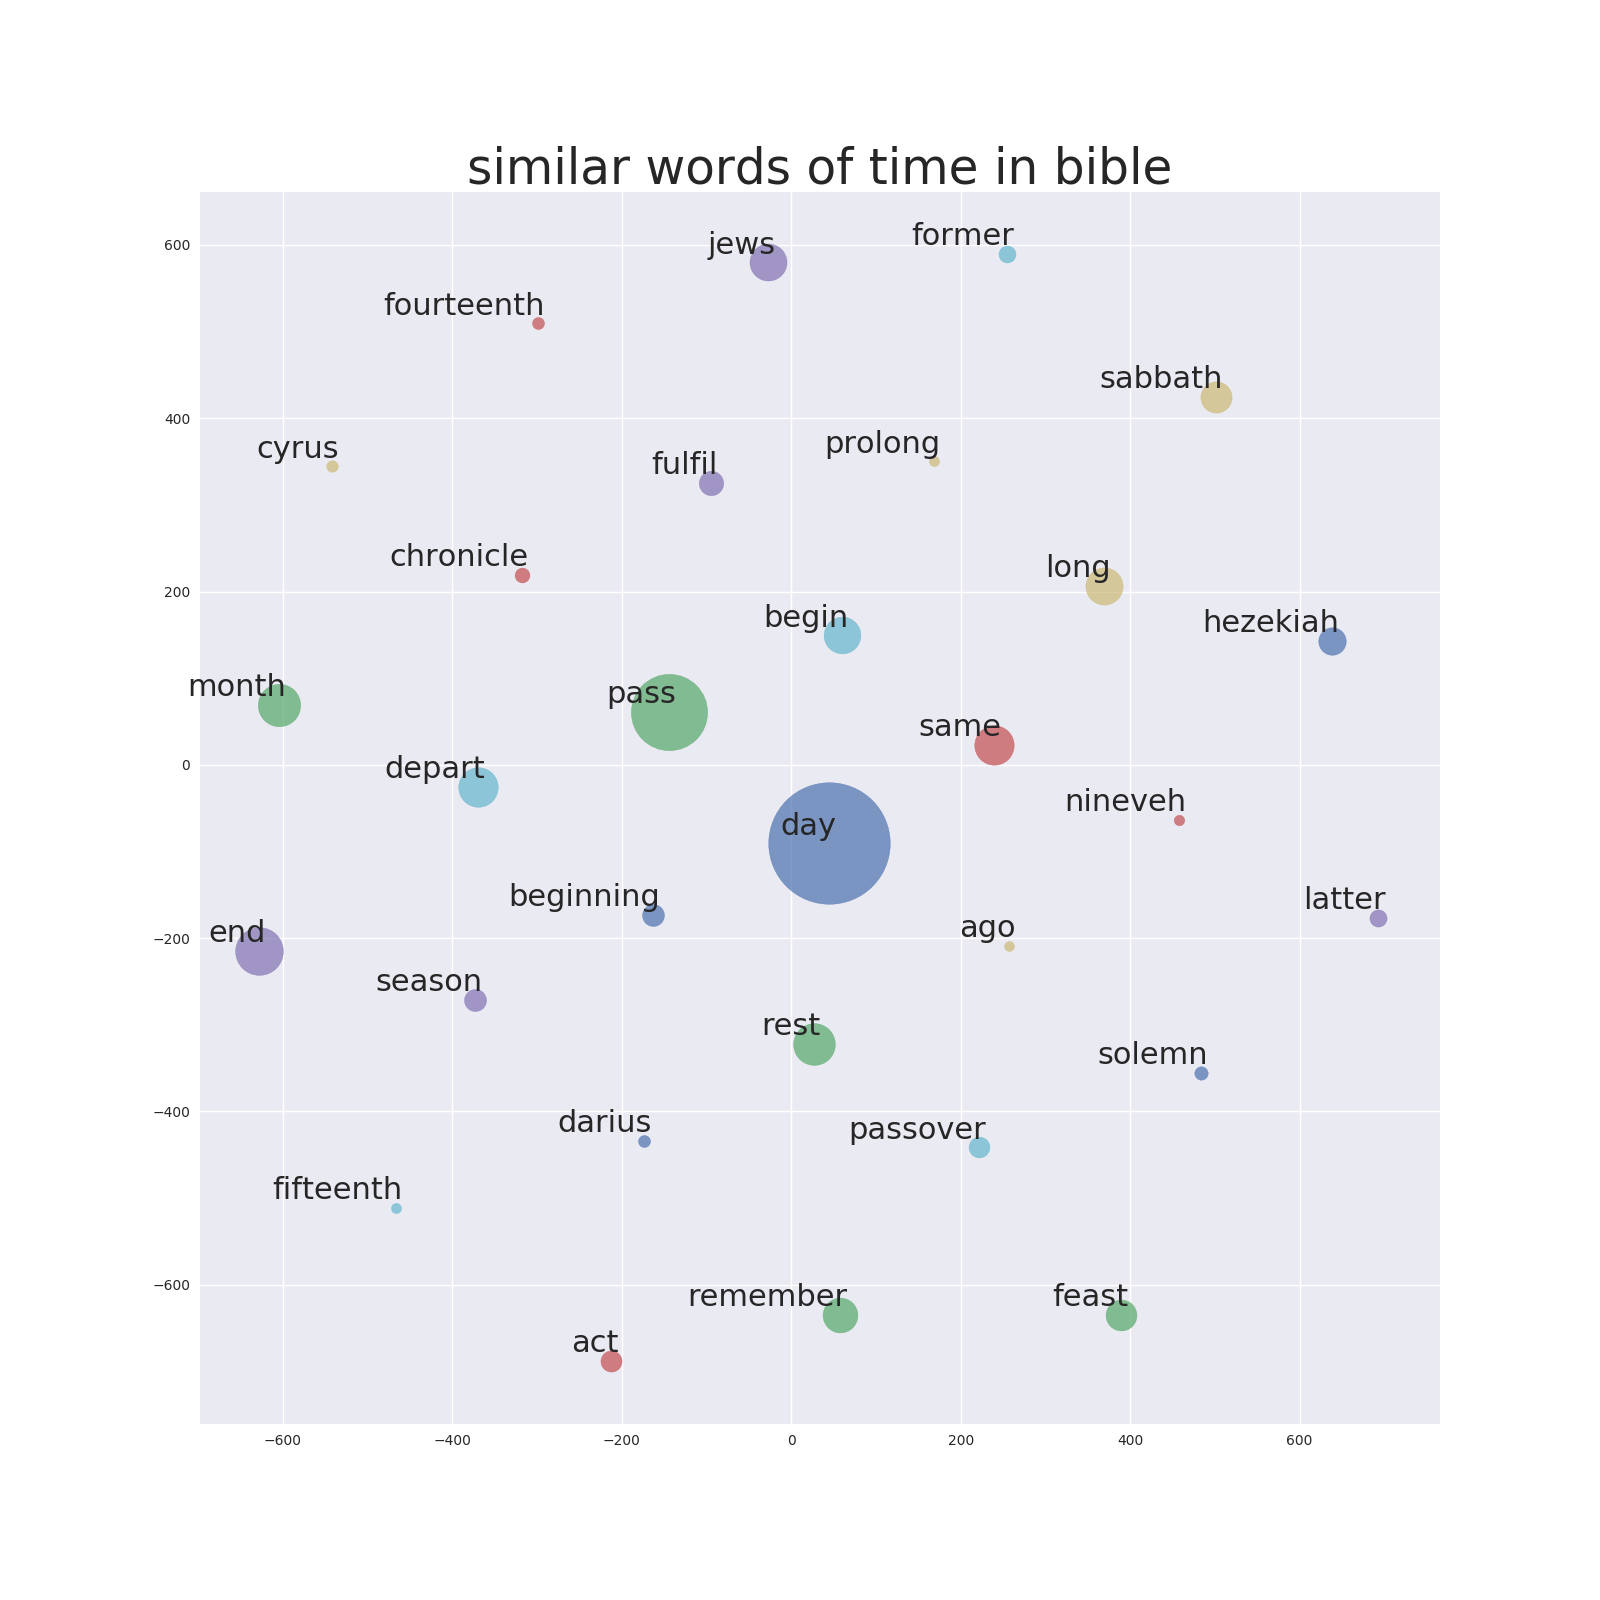 similar words of time in bible
600
jews
former
fourteenth
sabbath
400
cyrus
fulfil
prolong
chronicle
long
200
begin
hezekiah
month
pass
same
0
depart
nineveh
day
beginning
latter
−200
end
ago
season
rest
solemn
−400
darius
passover
fifteenth
−600
remember
feast
act
−600 −400 −200 0 200 400 600